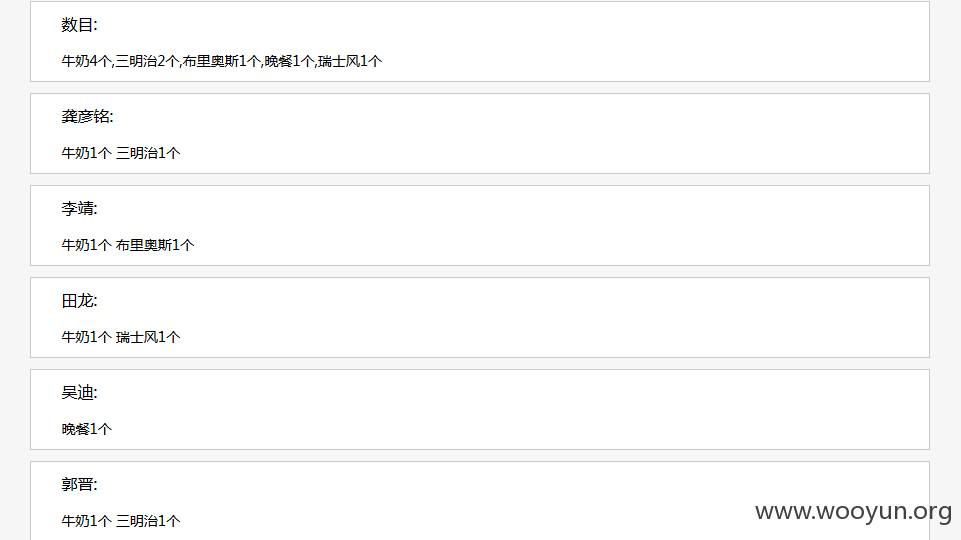 数目:
牛奶4个,三明治2个,布里奥斯1个,晚餐1个,瑞士风1个
龚彦铭:
牛奶1个 三明治1个
李靖:
牛奶1个 布里奥斯1个
田龙:
牛奶1个 瑞士风1个
吴迪:
晚餐1个
郭晋:
牛奶1个 三明治1个
www.wooyun.org